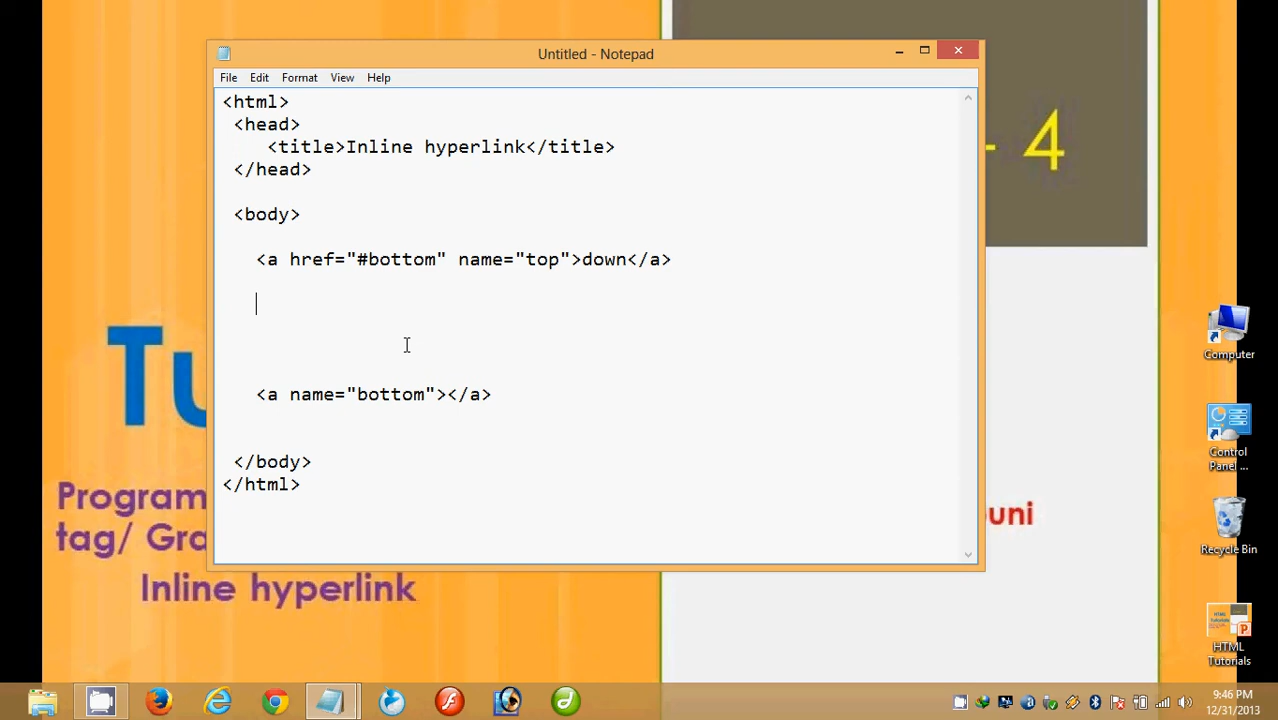 Untitled - Notepad
File Edit Format View Help
<html>
<head>
<title>Inline hyperlink</title>
</head>
<body>
<a href="#bottom" name="top">down</a>
<a name="bottom"></a>
</body>
</html>
- 4
Tu
Program
tag/ Gra
Inline hyperlink
ouni
Computer
Control
Panel ...
Recycle Bin
HTML
Tutorials
9:46 PM
12/31/2013